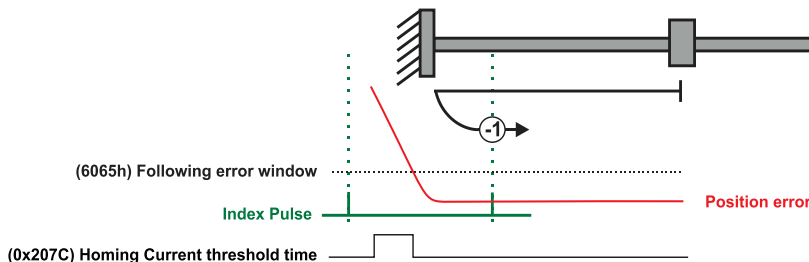 -1
(6065h) Following error window
Position error
Index Pulse
(0x207C) Homing Current threshold time